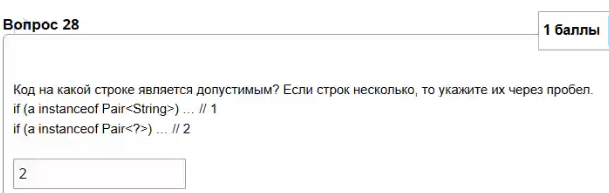 Вопрос 28
1 баллы
Код на какой строке является допустимым? Если строк несколько, то укажите их через пробел.
if (a instanceof Pair<String>) ... // 1
if (a instanceof Pair<?>) ... // 2
2